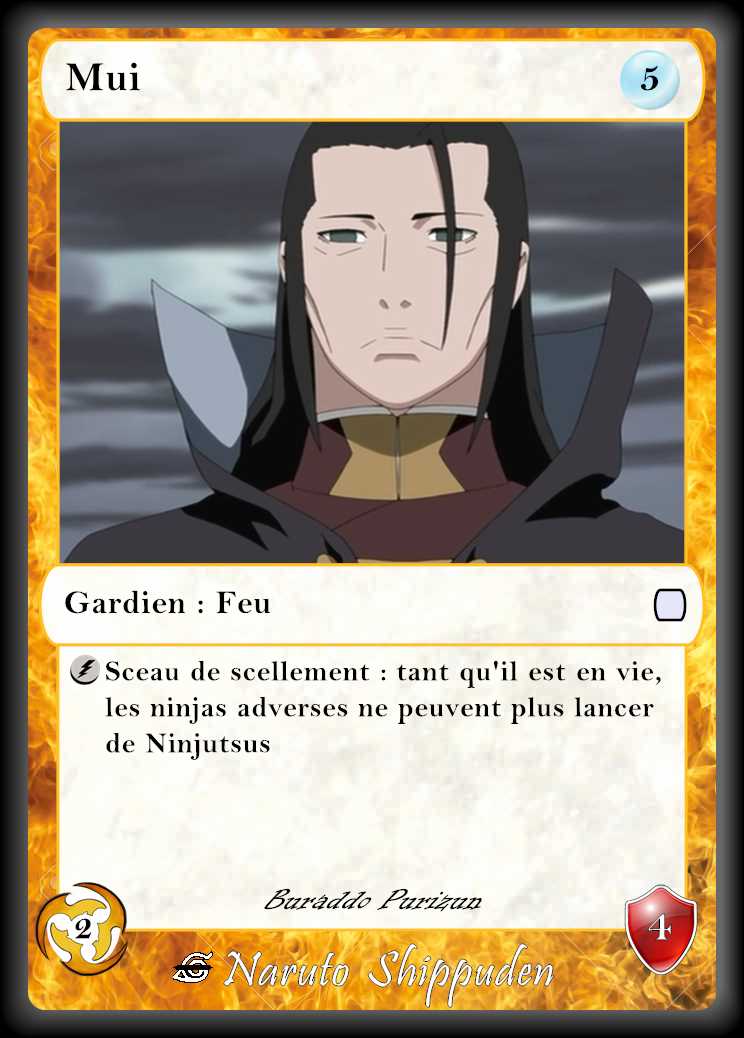 Mui
5
Gardien : Feu
Sceau de scellement : tant qu'il est en vie,
les ninjas adverses ne peuvent plus lancer
de Ninjutsus
Buraddo Purizun
2
4
Naruto Shippuden